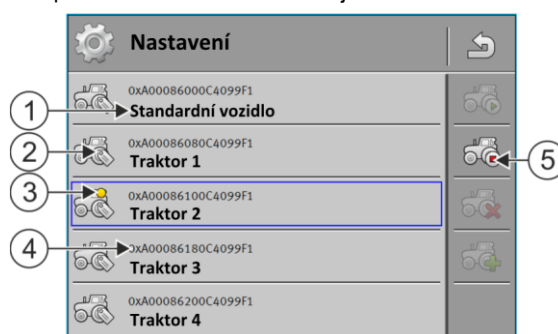 Nastavení
0xA00086000C4099F1
1
Standardní vozidlo
0xA00086080C4099F1
2
Traktor 1
5
0xA00086100C4099F1
3
Traktor 2
0xA00086180C4099F1
4
Traktor 3
0xA00086200C4099F1
Traktor 4